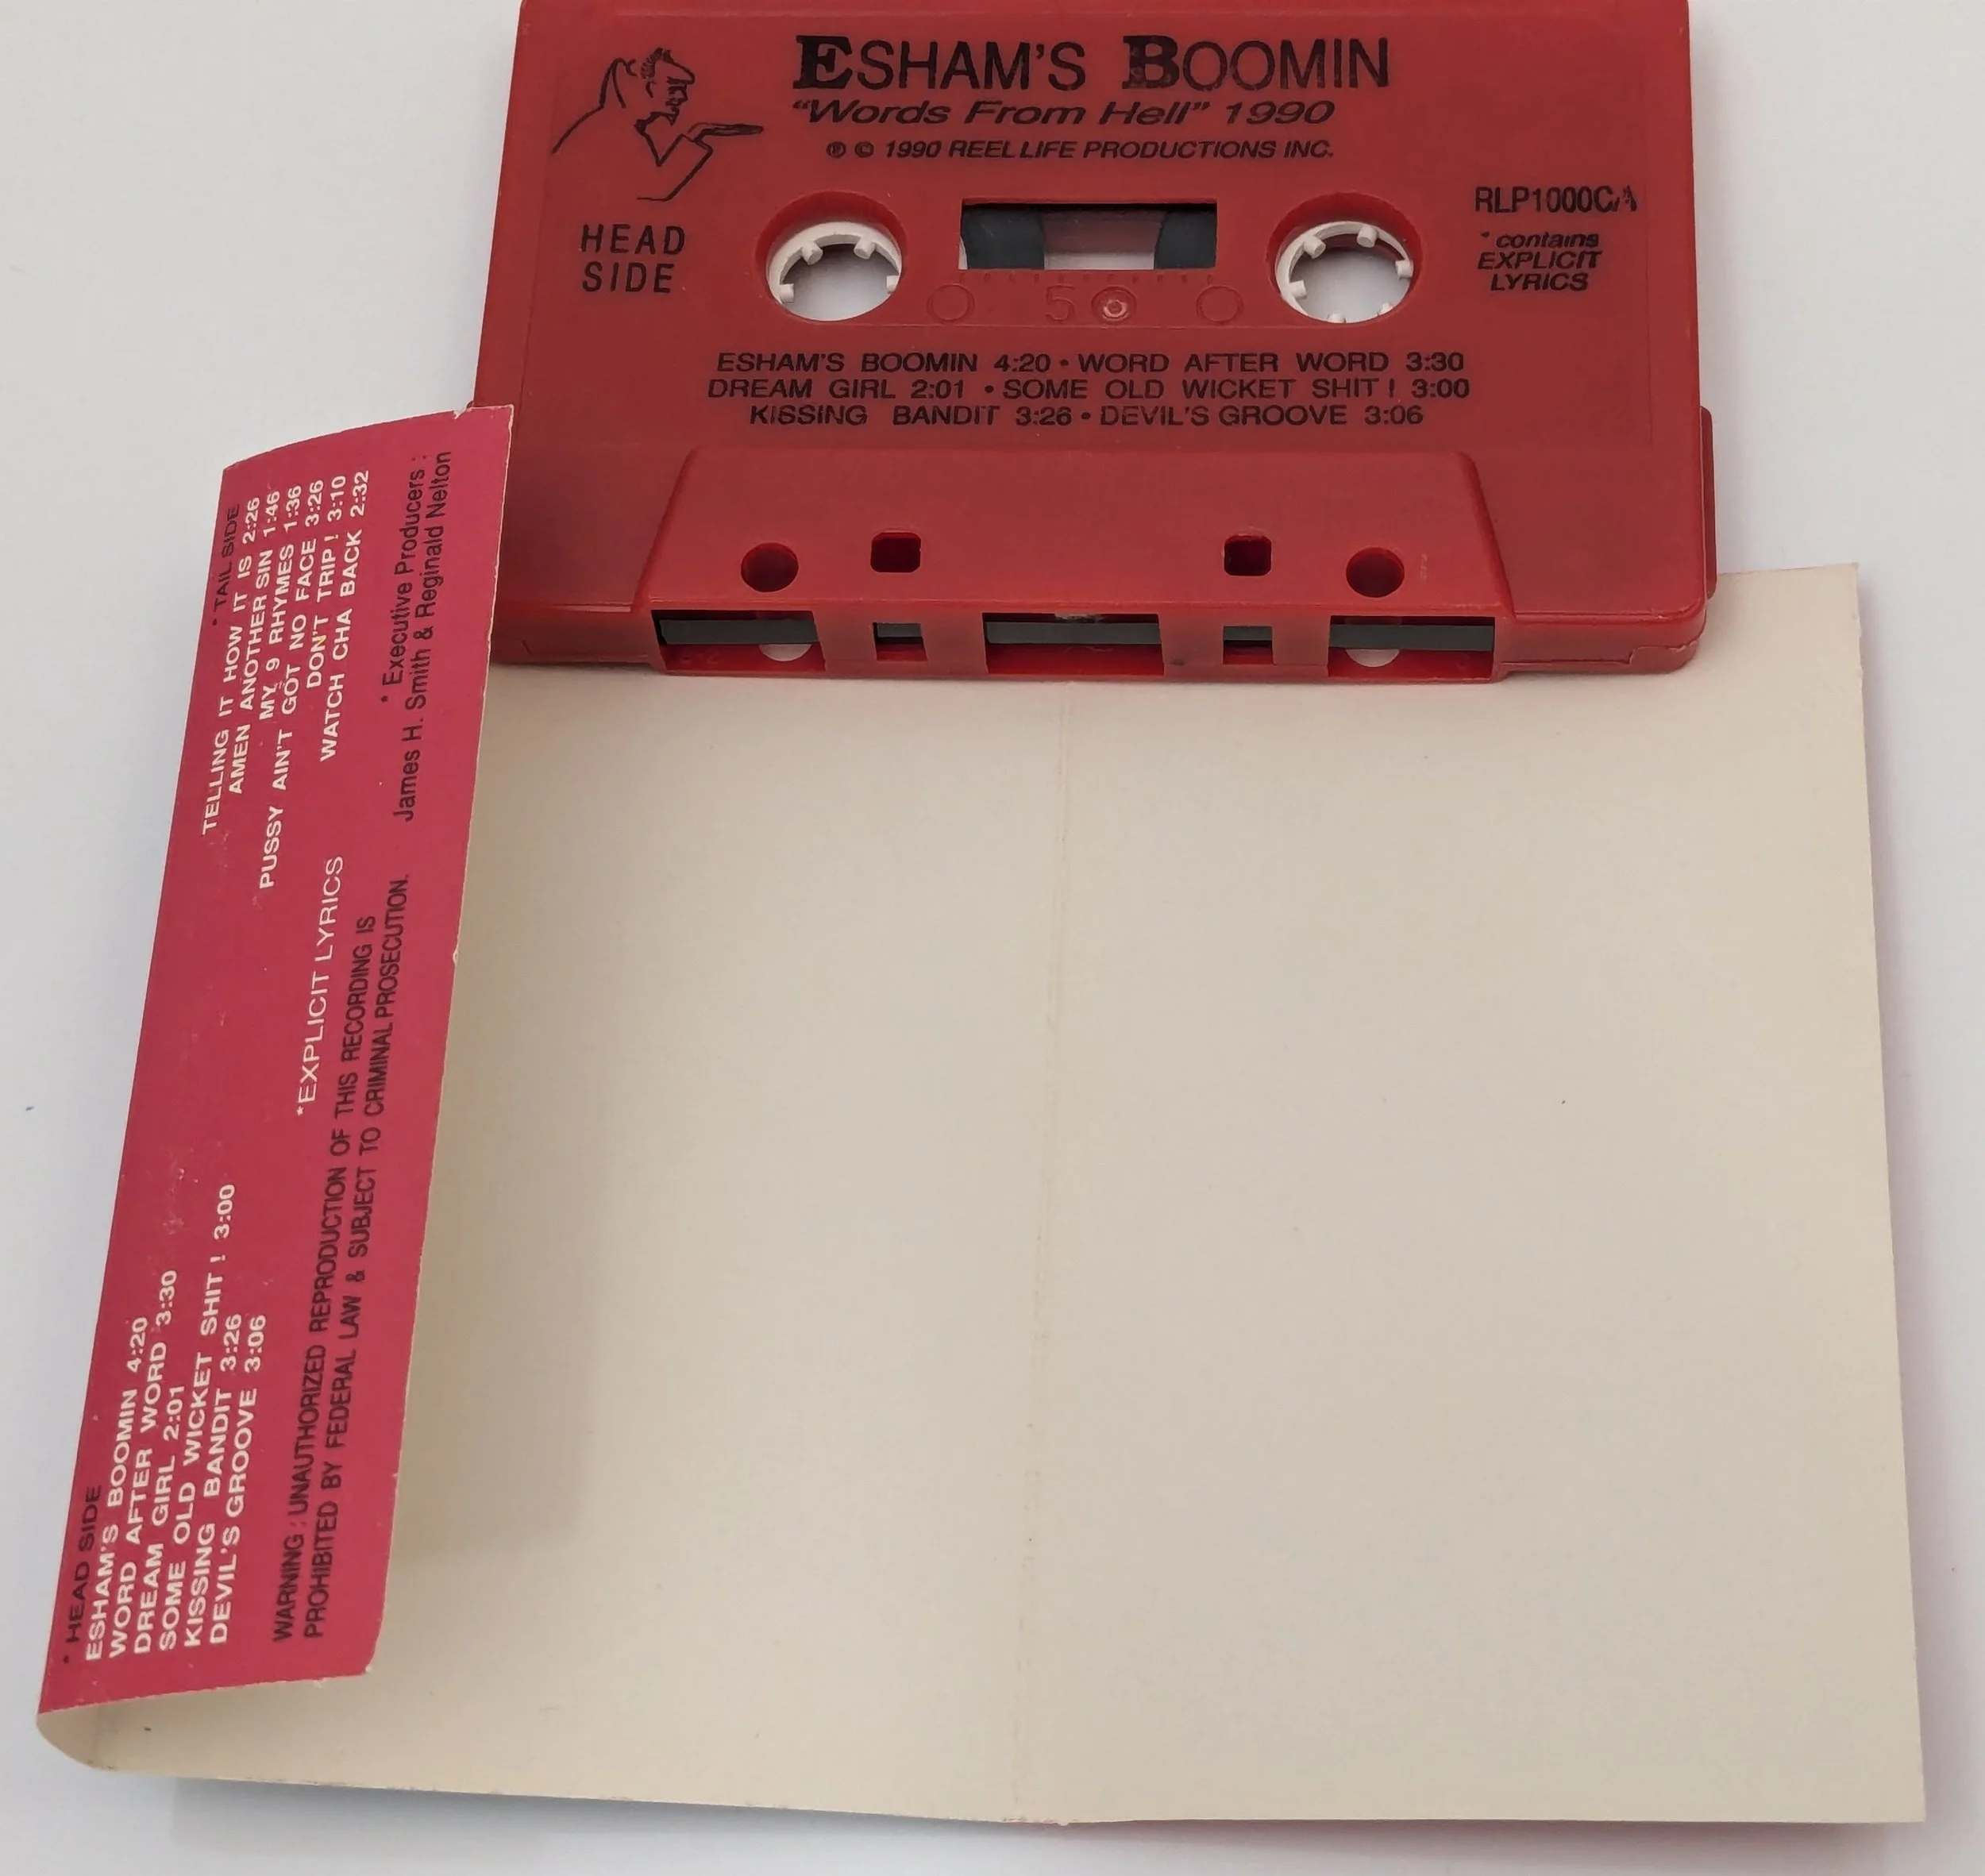 ESHAM'S BOOMIN
"Words From Hell" 1990
℗ © 1990 REEL LIFE PRODUCTIONS INC.
HEAD
SIDE
RLP1000CA
* contains
EXPLICIT
LYRICS
5
ESHAM'S BOOMIN 4:20 • WORD AFTER WORD 3:30
DREAM GIRL 2:01 • SOME OLD WICKET SHIT ! 3:00
KISSING BANDIT 3:26 • DEVIL'S GROOVE 3:06
* HEAD SIDE
ESHAM'S BOOMIN 4:20
WORD AFTER WORD 3:30
DREAM GIRL 2:01
SOME OLD WICKET SHIT ! 3:00
KISSING BANDIT 3:26
DEVIL'S GROOVE 3:06
* TAIL SIDE
TELLING IT HOW IT IS 2:26
AMEN ANOTHER SIN 1:46
MY 9 RHYMES 1:36
PUSSY AIN'T GOT NO FACE 3:26
DON'T TRIP ! 3:10
WATCH CHA BACK 2:32
*EXPLICIT LYRICS
* Executive Producers :
James H. Smith & Reginald Nelton
WARNING : UNAUTHORIZED REPRODUCTION OF THIS RECORDING IS
PROHIBITED BY FEDERAL LAW & SUBJECT TO CRIMINAL PROSECUTION.